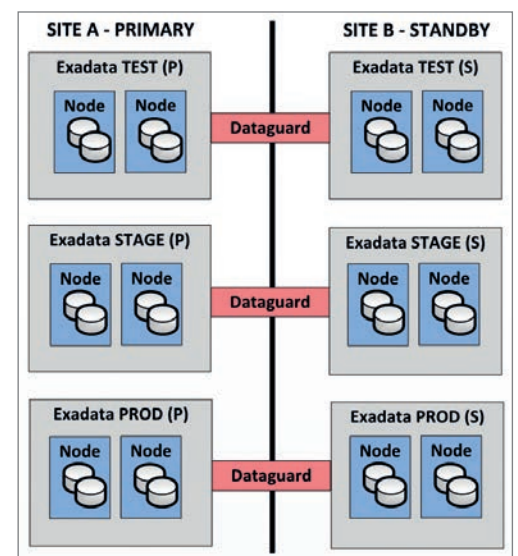 SITE A - PRIMARY
SITE B - STANDBY
Exadata TEST (P)
Node
Node
Dataguard
Exadata TEST (S)
Node
Node
Exadata STAGE (P)
Node
Node
Dataguard
Exadata STAGE (S)
Node
Node
Exadata PROD (P)
Node
Node
Dataguard
Exadata PROD (S)
Node
Node